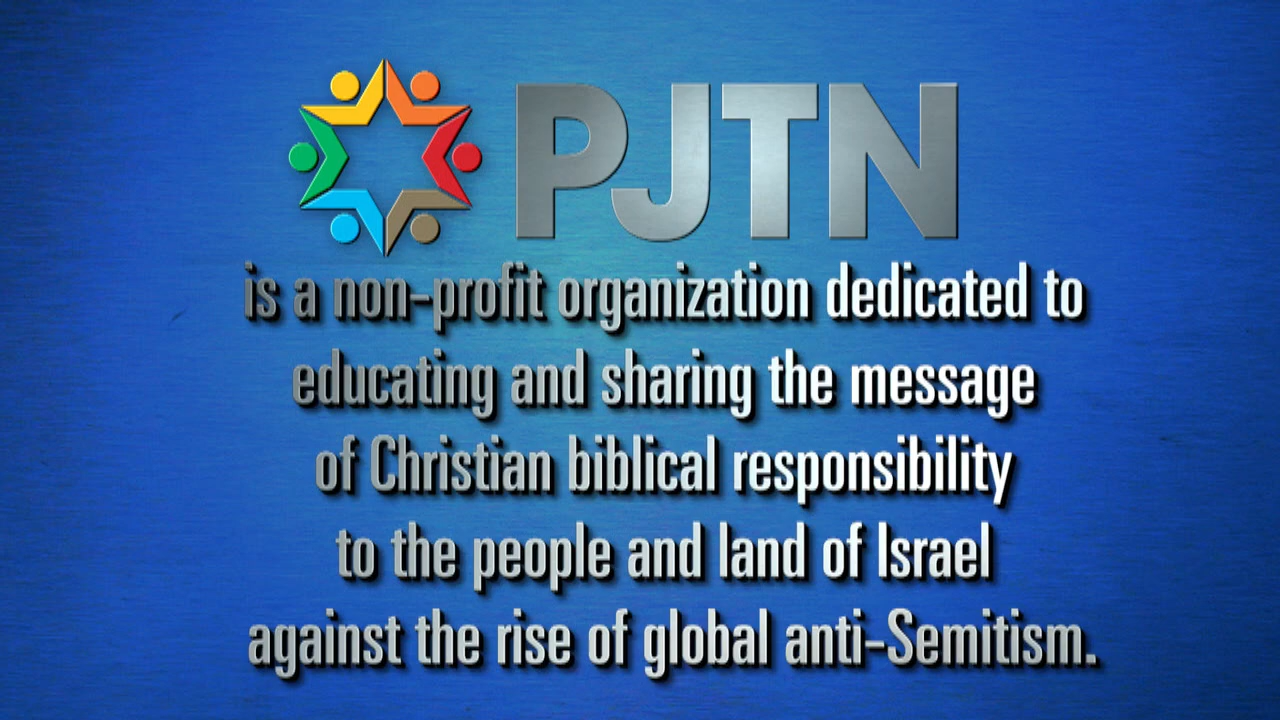 PJTN
is a non-profit organization dedicated to
educating and sharing the message
of Christian biblical responsibility
to the people and land of Israel
against the rise of global anti-Semitism.